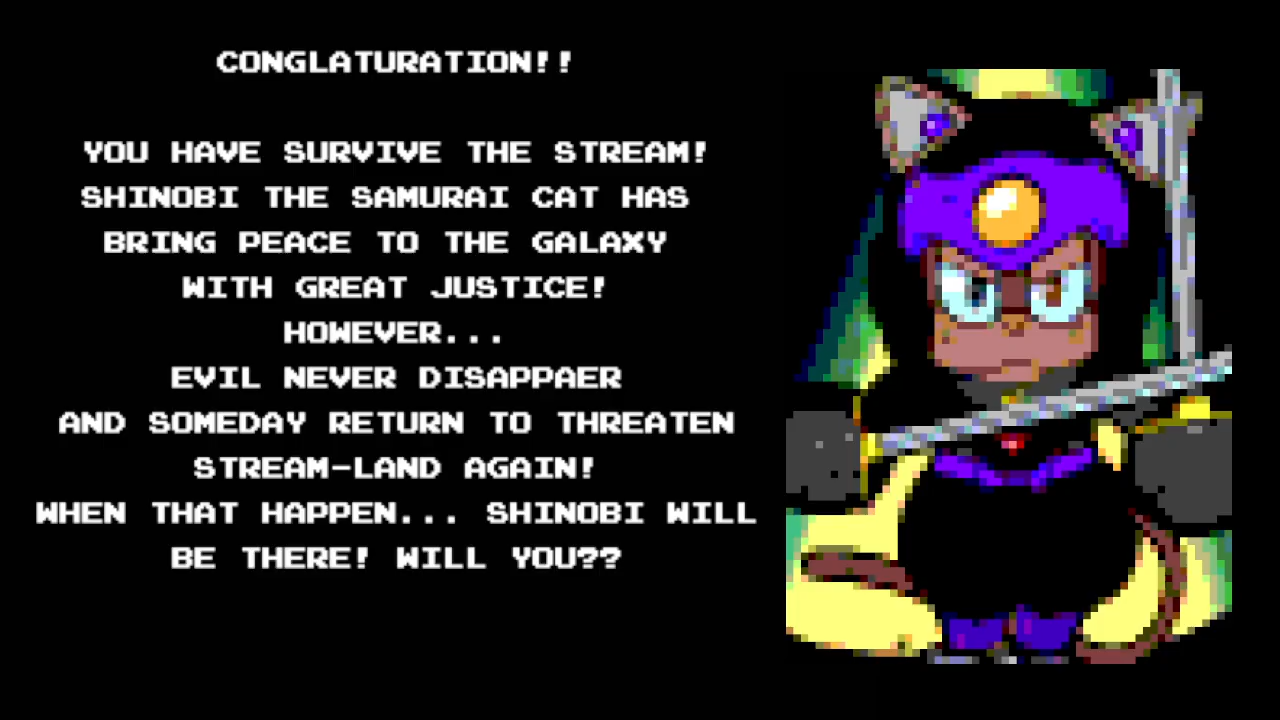 CONGLATURATION!!
YOU HAVE SURVIVE THE STREAM!
SHINOBI THE SAMURAI CAT HAS
BRING PEACE TO THE GALAXY
WITH GREAT JUSTICE!
HOWEVER...
EVIL NEVER DISAPPAER
AND SOMEDAY RETURN TO THREATEN
STREAM-LAND AGAIN!
WHEN THAT HAPPEN... SHINOBI WILL
BE THERE! WILL YOU??